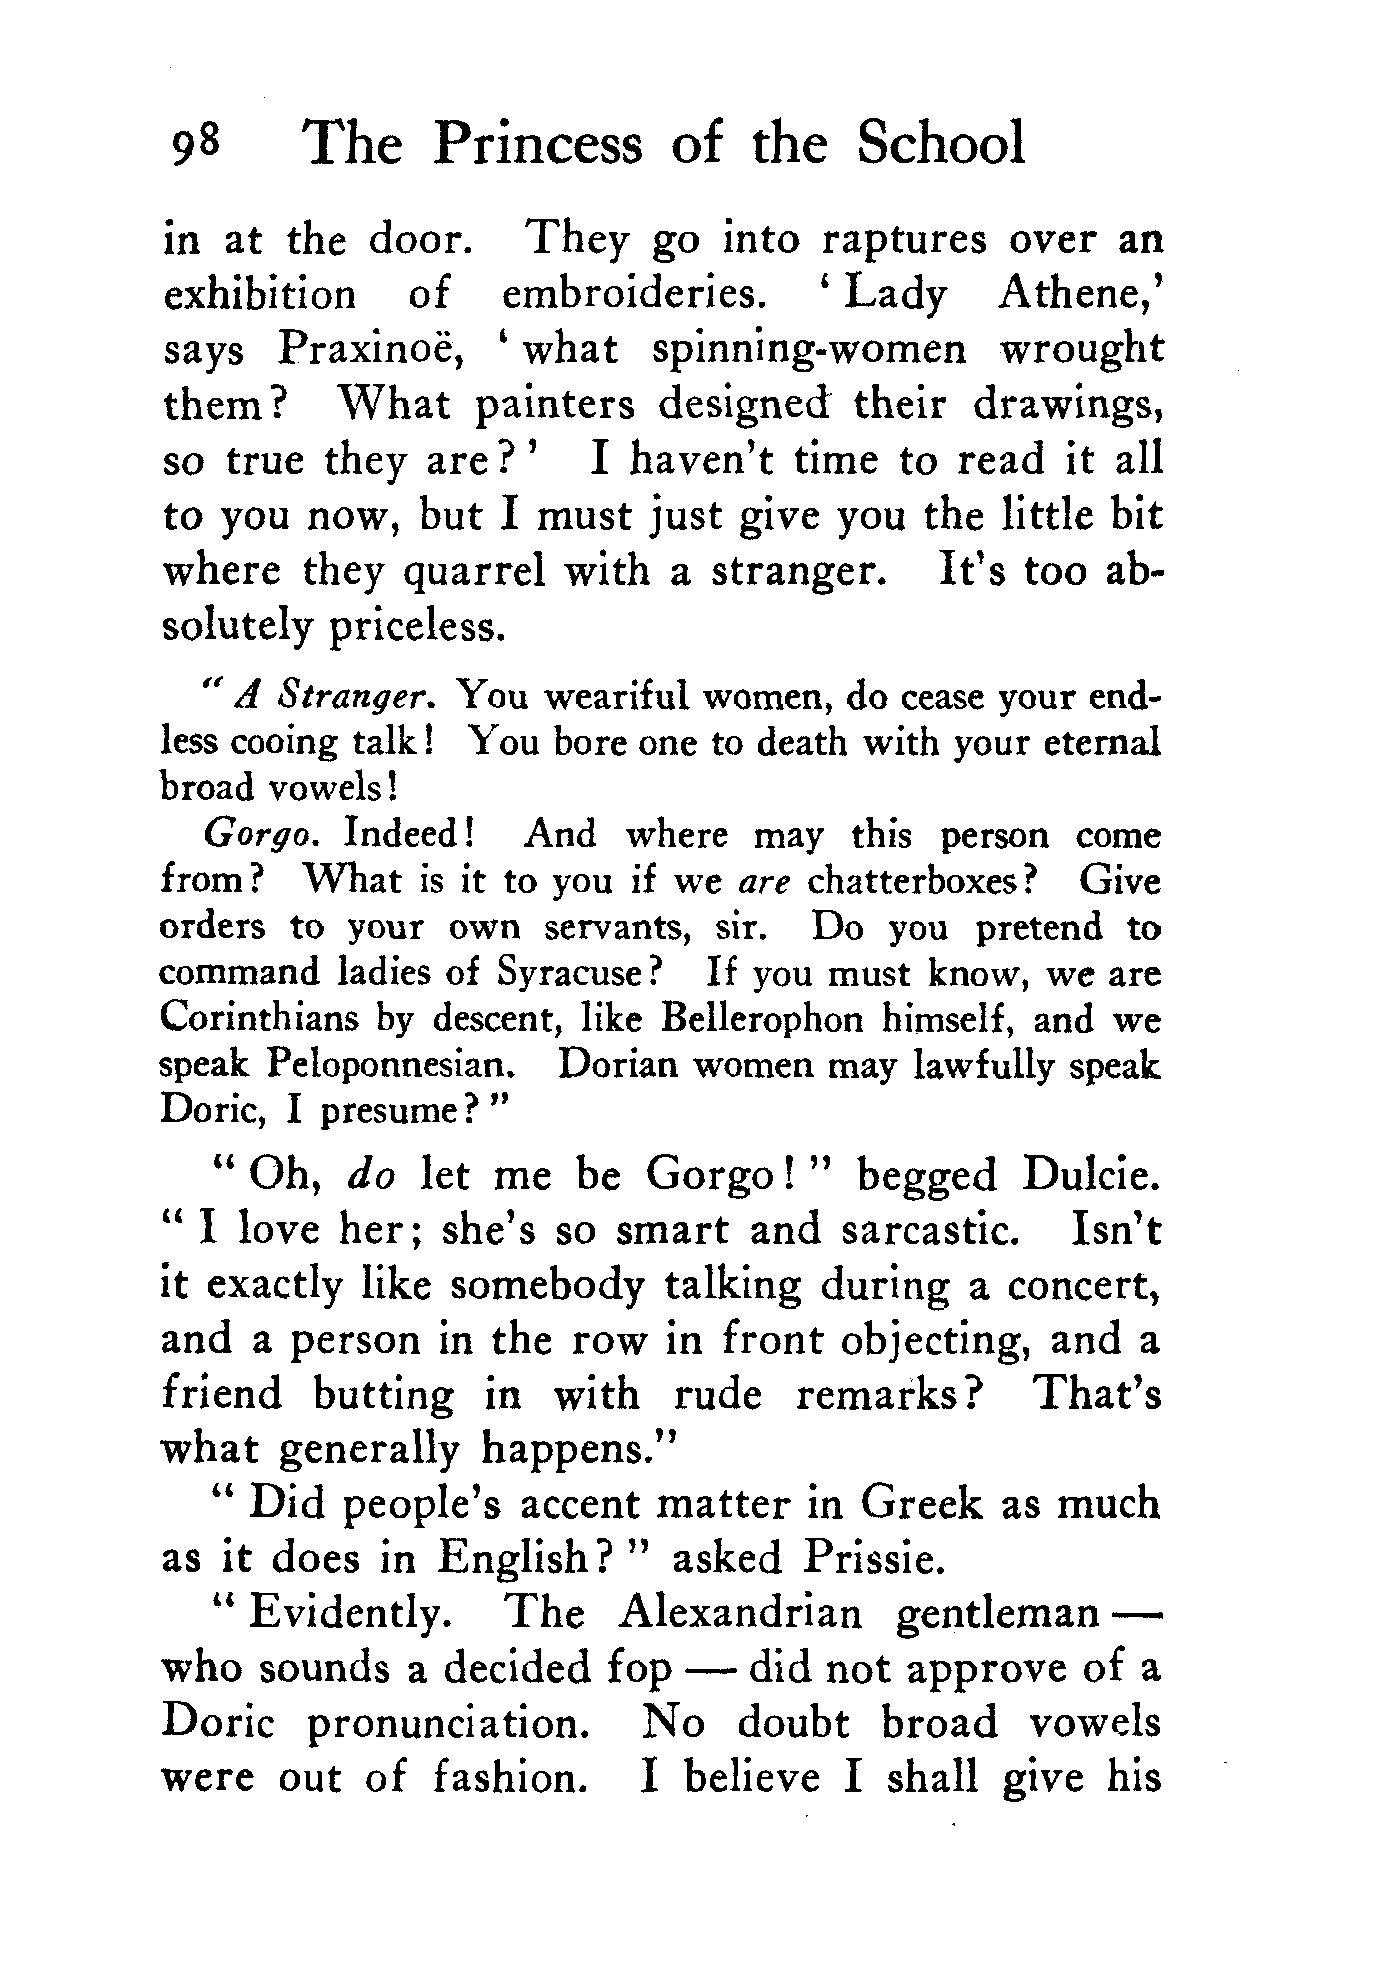 98 The Princess of the School
in at the door. They go into raptures over an
exhibition of embroideries. ‘Lady Athene,’
says Praxinoë, ‘what spinning-women wrought
them? What painters designed their drawings,
so true they are?’ I haven't time to read it all
to you now, but I must just give you the little bit
where they quarrel with a stranger. It's too ab-
solutely priceless.
“A Stranger. You weariful women, do cease your end-
less cooing talk! You bore one to death with your eternal
broad vowels!
Gorgo. Indeed! And where may this person come
from? What is it to you if we are chatterboxes? Give
orders to your own servants, sir. Do you pretend to
command ladies of Syracuse? If you must know, we are
Corinthians by descent, like Bellerophon himself, and we
speak Peloponnesian. Dorian women may lawfully speak
Doric, I presume?”
“Oh, do let me be Gorgo!” begged Dulcie.
“I love her; she's so smart and sarcastic. Isn't
it exactly like somebody talking during a concert,
and a person in the row in front objecting, and a
friend butting in with rude remarks? That's
what generally happens.”
“Did people's accent matter in Greek as much
as it does in English?” asked Prissie.
“Evidently. The Alexandrian gentleman —
who sounds a decided fop — did not approve of a
Doric pronunciation. No doubt broad vowels
were out of fashion. I believe I shall give his